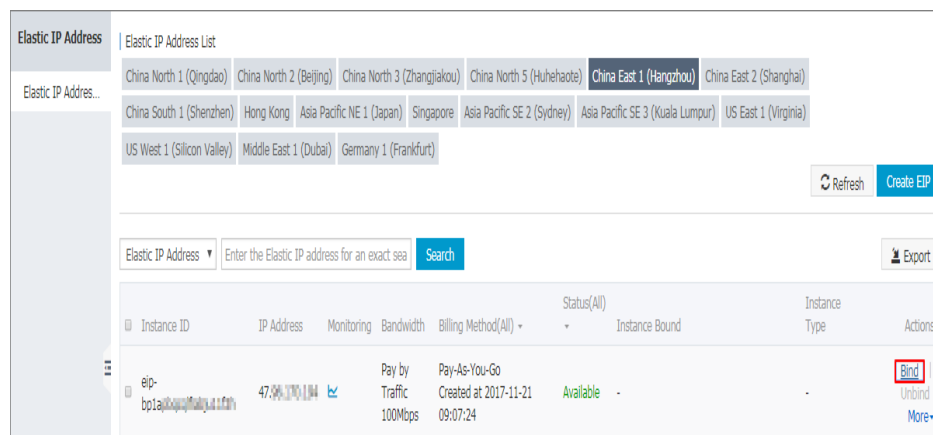 Elastic IP Address
Elastic IP Addres...
Elastic IP Address List
China North 1 (Qingdao) China North 2 (Beijing) China North 3 (Zhangjiakou) China North 5 (Huhehaote) China East 1 (Hangzhou) China East 2 (Shanghai)
China South 1 (Shenzhen) Hong Kong Asia Pacific NE 1 (Japan) Singapore Asia Pacific SE 2 (Sydney) Asia Pacific SE 3 (Kuala Lumpur) US East 1 (Virginia)
US West 1 (Silicon Valley) Middle East 1 (Dubai) Germany 1 (Frankfurt)
Refresh Create EIP
Elastic IP Address Enter the Elastic IP address for an exact sea Search Export
Instance ID IP Address Monitoring Bandwidth Billing Method(All) Status(All) Instance Bound Instance Type Actions
eip-
bp1a
47.
Pay by
Traffic
100Mbps
Pay-As-You-Go
Created at 2017-11-21
09:07:24
Available - -
Bind |
Unbind
More